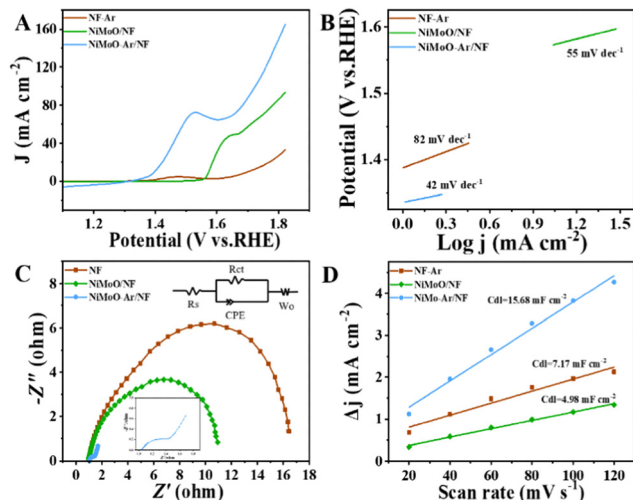 A
NF-Ar
NiMoO/NF
NiMoO-Ar/NF
160
120
80
40
0
J (mA cm⁻²)
1.2 1.4 1.6 1.8
Potential (V vs.RHE)
B
NF-Ar
NiMoO/NF
NiMoO-Ar/NF
1.6
1.5
1.4
Potential (V vs.RHE)
55 mV dec⁻¹
82 mV dec⁻¹
42 mV dec⁻¹
0.0 0.3 0.6 0.9 1.2 1.5
Log j (mA cm⁻²)
C
NF
NiMoO/NF
NiMoO-Ar/NF
Rct
Rs
CPE
Wo
8
6
4
2
0
-Z″ (ohm)
0 2 4 6 8 10 12 14 16 18
Z′ (ohm)
D
NF-Ar
NiMoO/NF
NiMo-Ar/NF
4
2
0
Δj (mA cm⁻²)
Cdl=15.68 mF cm⁻²
Cdl=7.17 mF cm⁻²
Cdl=4.98 mF cm⁻²
20 40 60 80 100 120
Scan rate (mV s⁻¹)